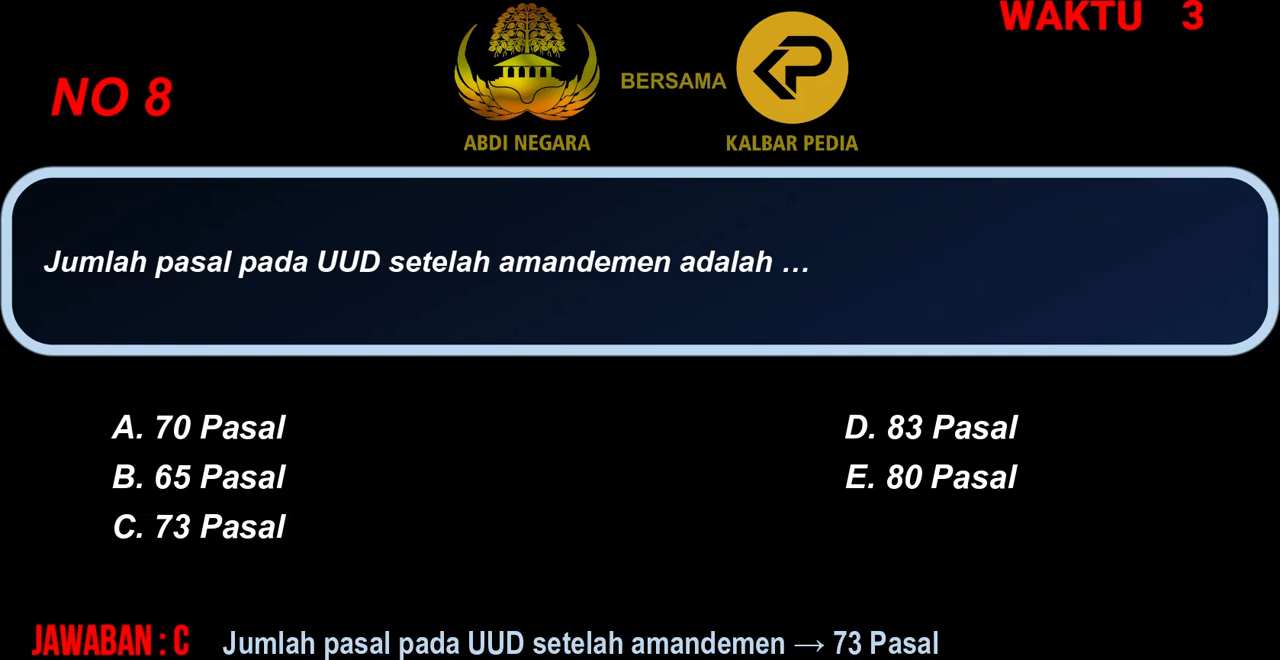 WAKTU 3
NO 8
BERSAMA
ABDI NEGARA
KALBAR PEDIA
Jumlah pasal pada UUD setelah amandemen adalah …
A. 70 Pasal
B. 65 Pasal
C. 73 Pasal
D. 83 Pasal
E. 80 Pasal
JAWABAN : C Jumlah pasal pada UUD setelah amandemen → 73 Pasal